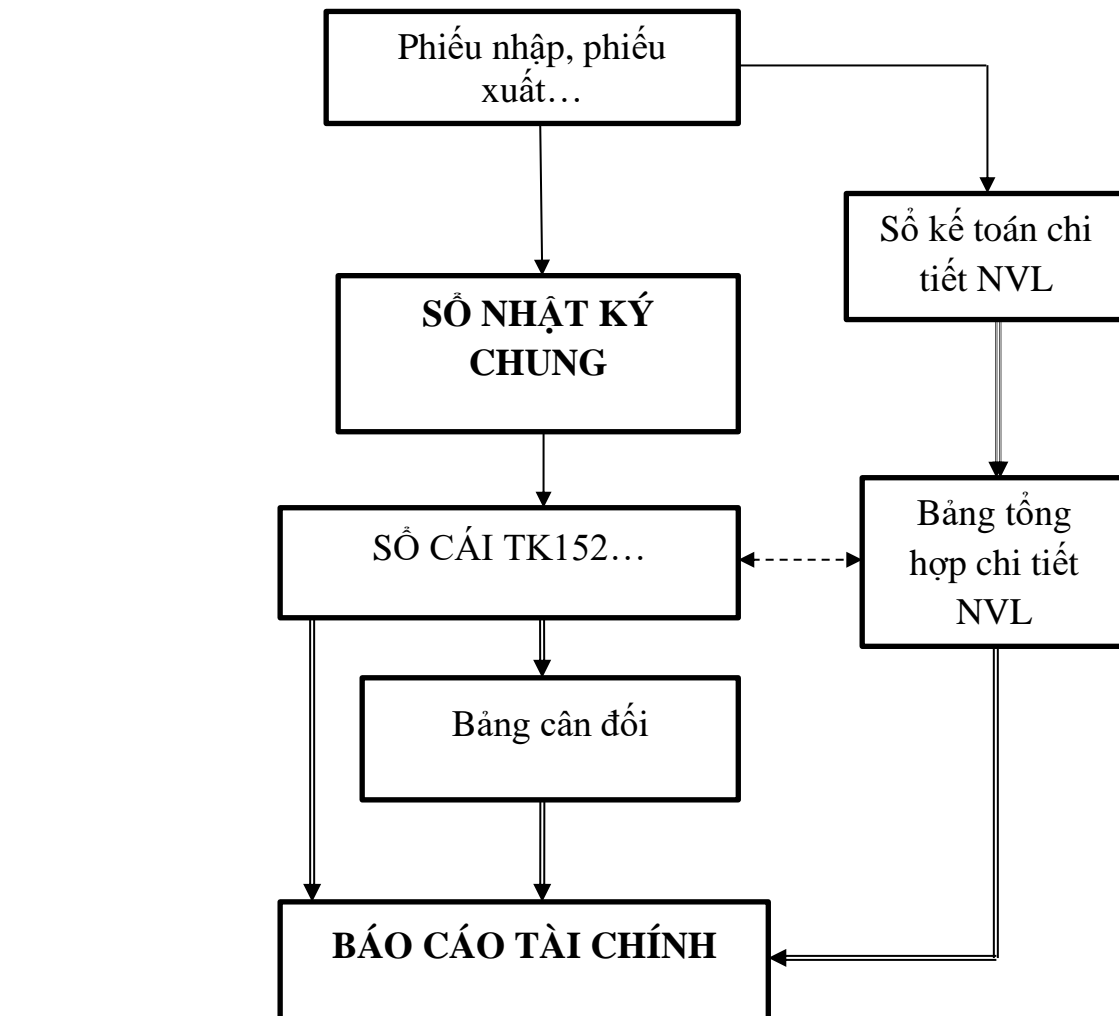 Phiếu nhập, phiếu
xuất…
Sổ kế toán chi
tiết NVL
SỔ NHẬT KÝ
CHUNG
SỔ CÁI TK152…
Bảng tổng
hợp chi tiết
NVL
Bảng cân đối
BÁO CÁO TÀI CHÍNH